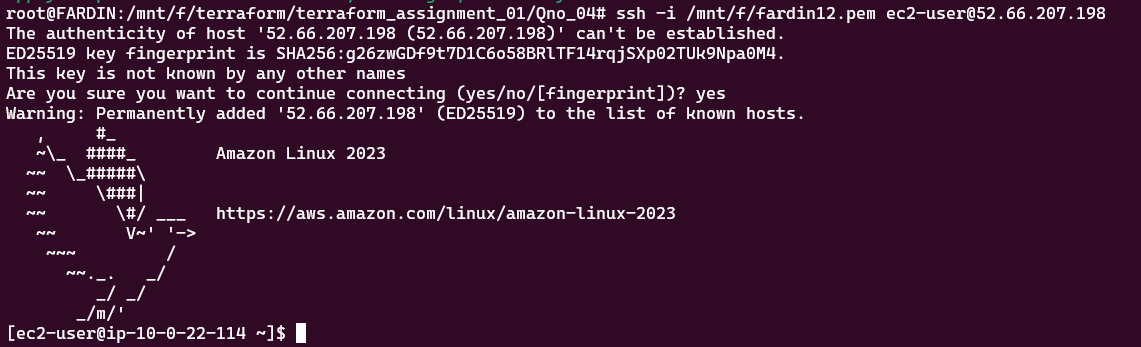 root@FARDIN:/mnt/f/terraform/terraform_assignment_01/Qno_04# ssh -i /mnt/f/fardin12.pem ec2-user@52.66.207.198
The authenticity of host '52.66.207.198 (52.66.207.198)' can't be established.
ED25519 key fingerprint is SHA256:g26zwGDf9t7D1C6o58BRlTF14rqjSXp02TUk9Npa0M4.
This key is not known by any other names
Are you sure you want to continue connecting (yes/no/[fingerprint])? yes
Warning: Permanently added '52.66.207.198' (ED25519) to the list of known hosts.
   ,     #_
   ~\_  ####_        Amazon Linux 2023
  ~~  \_#####\
  ~~     \###|
  ~~       \#/ ___   https://aws.amazon.com/linux/amazon-linux-2023
   ~~       V~' '->
    ~~~         /
      ~~._.   _/
         _/ _/
       _/m/'
[ec2-user@ip-10-0-22-114 ~]$